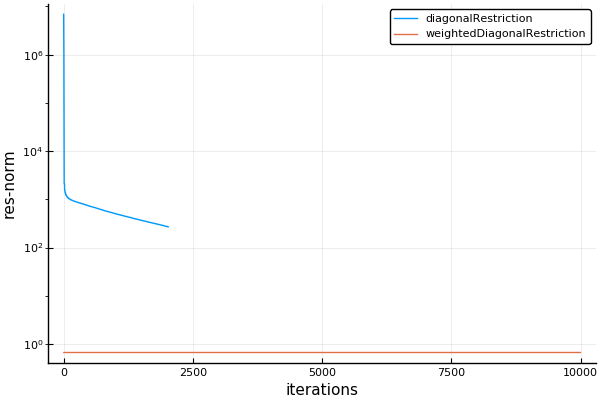 diagonalRestriction
weightedDiagonalRestriction
10⁶
10⁴
10²
10⁰
res-norm
0 2500 5000 7500 10000
iterations